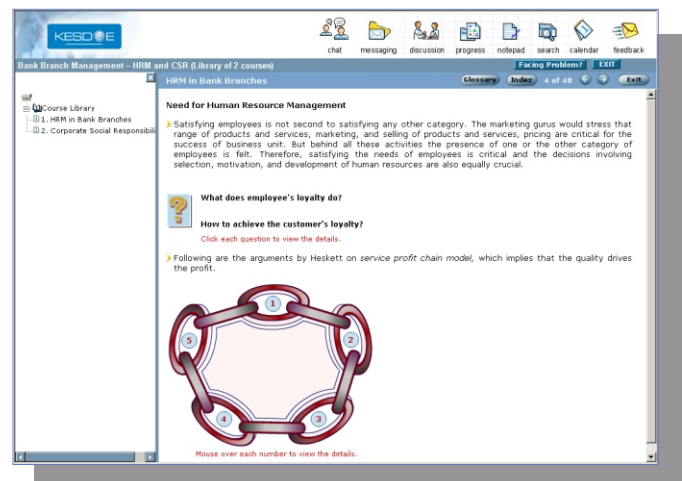 KESDEE
chat messaging discussion progress notepad search calendar feedback
Bank Branch Management – HRM and CSR (Library of 2 courses)
Facing Problem? EXIT
HRM in Bank Branches
Glossary Index 4 of 48 Exit
Course Library
1. HRM in Bank Branches
2. Corporate Social Responsibili
Need for Human Resource Management
Satisfying employees is not second to satisfying any other category. The marketing gurus would stress that
range of products and services, marketing, and selling of products and services, pricing are critical for the
success of business unit. But behind all these activities the presence of one or the other category of
employees is felt. Therefore, satisfying the needs of employees is critical and the decisions involving
selection, motivation, and development of human resources are also equally crucial.
?
What does employee's loyalty do?
How to achieve the customer's loyalty?
Click each question to view the details.
Following are the arguments by Heskett on service profit chain model, which implies that the quality drives
the profit.
1
5
2
4
3
Mouse over each number to view the details.